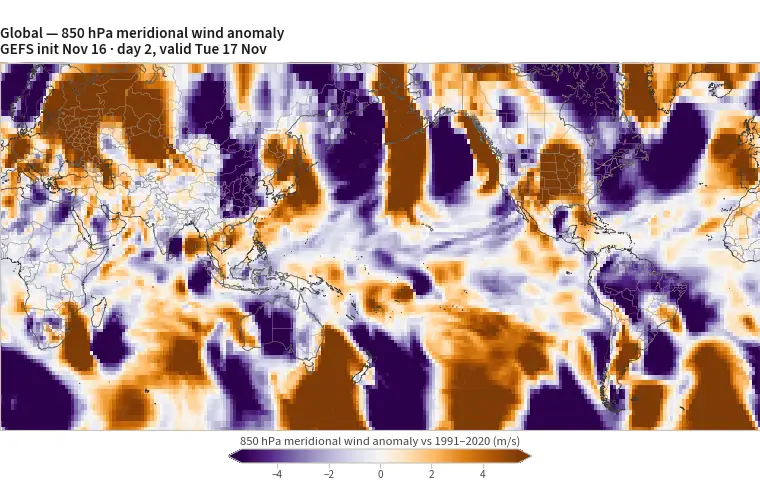 Global — 850 hPa meridional wind anomaly
GEFS init Nov 16 · day 2, valid Tue 17 Nov
850 hPa meridional wind anomaly vs 1991–2020 (m/s)
−4 −2 0 2 4